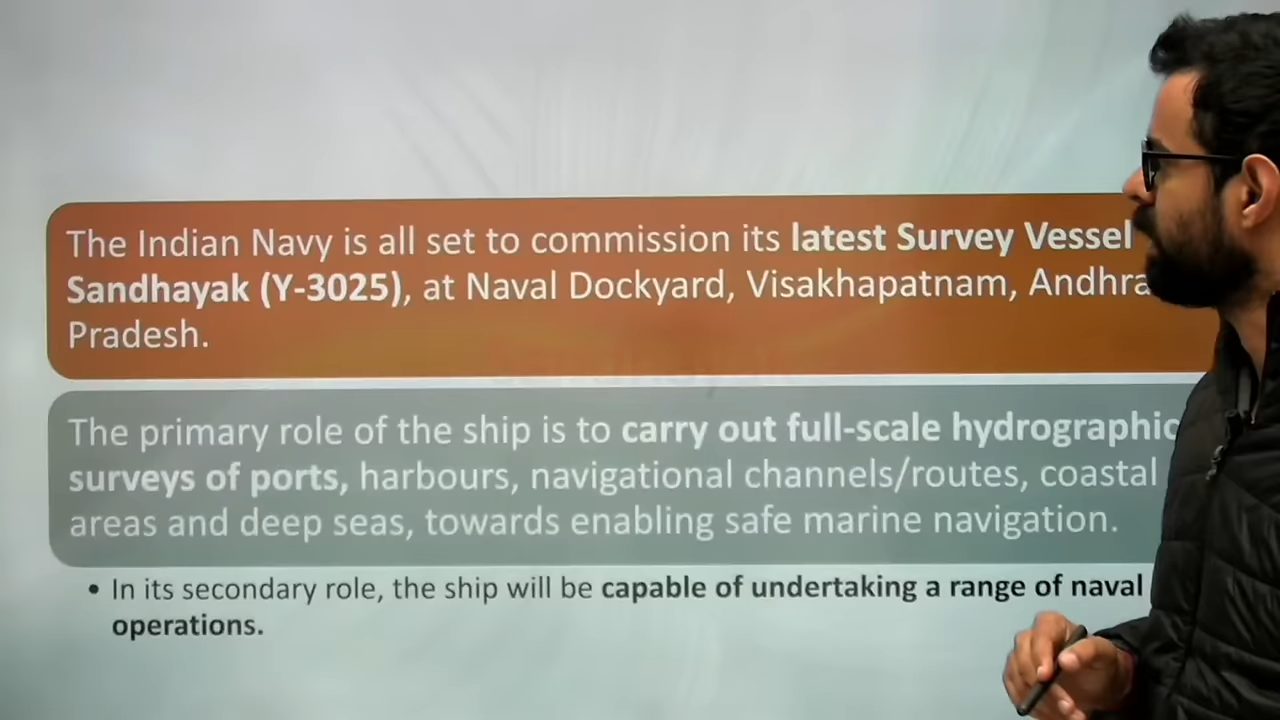 The Indian Navy is all set to commission its latest Survey Vessel
Sandhayak (Y-3025), at Naval Dockyard, Visakhapatnam, Andhra
Pradesh.
The primary role of the ship is to carry out full-scale hydrographic
surveys of ports, harbours, navigational channels/routes, coastal
areas and deep seas, towards enabling safe marine navigation.
• In its secondary role, the ship will be capable of undertaking a range of naval
operations.